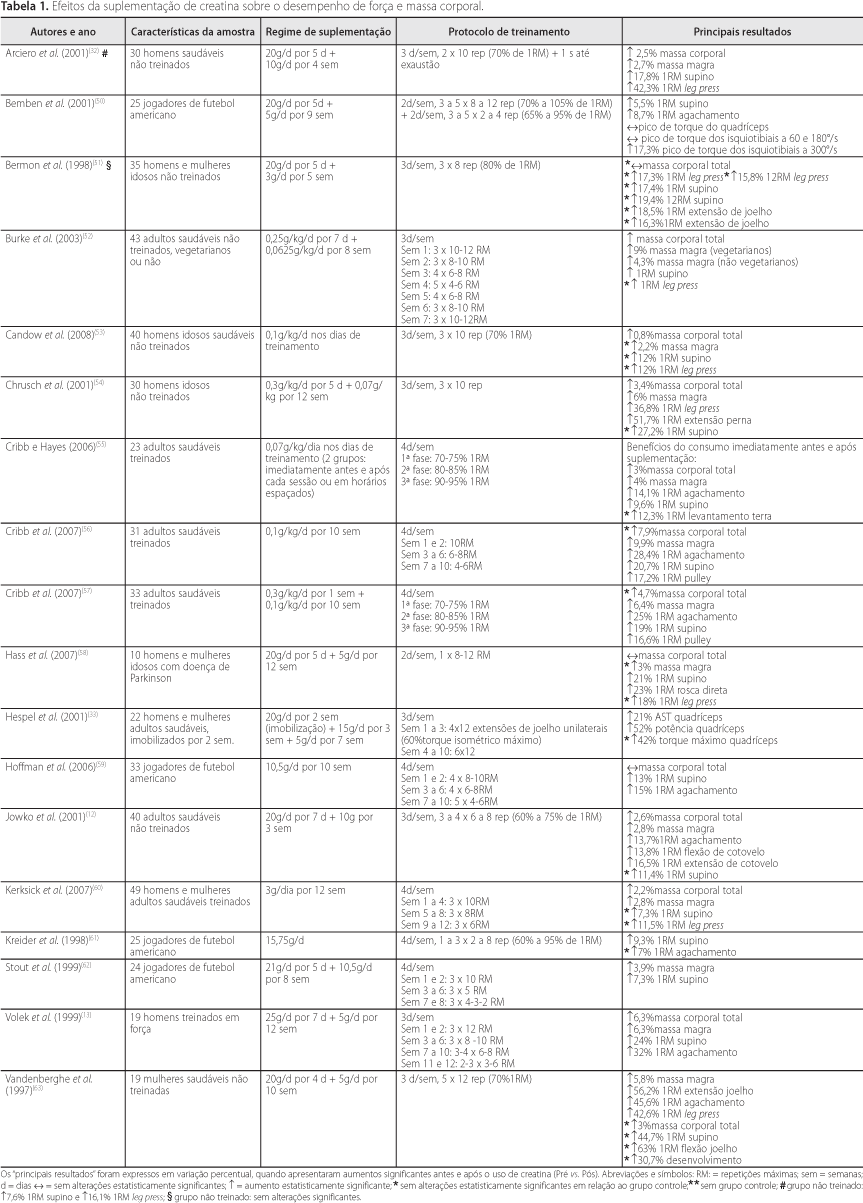 Tabela 1. Efeitos da suplementação de creatina sobre o desempenho de força e massa corporal.
Autores e ano | Características da amostra | Regime de suplementação | Protocolo de treinamento | Principais resultados
Arciero et al. (2001)(32) #
30 homens saudáveis
não treinados
20g/d por 5 d +
10g/d por 4 sem
3 d/sem, 2 x 10 rep (70% de 1RM) + 1 s até
exaustão
↑ 2,5% massa corporal
↑2,7% massa magra
↑17,8% 1RM supino
↑42,3% 1RM leg press
Bemben et al. (2001)(50)
25 jogadores de futebol
americano
20g/d por 5d +
5g/d por 9 sem
2d/sem, 3 a 5 x 8 a 12 rep (70% a 105% de 1RM)
+ 2d/sem, 3 a 5 x 2 a 4 rep (65% a 95% de 1RM)
↑5,5% 1RM supino
↑8,7% 1RM agachamento
↔pico de torque do quadríceps
↔ pico de torque dos isquiotibiais a 60 e 180°/s
↑17,3% pico de torque dos isquiotibiais a 300°/s
Bermon et al. (1998)(51) §
35 homens e mulheres
idosos não treinados
20g/d por 5 d +
3g/d por 5 sem
3d/sem, 3 x 8 rep (80% de 1RM)
*↔massa corporal total
*↑17,3% 1RM leg press*↑15,8% 12RM leg press
*↑17,4% 1RM supino
*↑19,4% 12RM supino
*↑18,5% 1RM extensão de joelho
*↑16,3%1RM extensão de joelho
Burke et al. (2003)(52)
43 adultos saudáveis não
treinados, vegetarianos
ou não
0,25g/kg/d por 7 d +
0,0625g/kg/d por 8 sem
3d/sem
Sem 1: 3 x 10-12 RM
Sem 2: 3 x 8-10 RM
Sem 3: 4 x 6-8 RM
Sem 4: 5 x 4-6 RM
Sem 5: 4 x 6-8 RM
Sem 6: 3 x 8-10 RM
Sem 7: 3 x 10-12RM
↑ massa corporal total
↑9% massa magra (vegetarianos)
↑4,3% massa magra (não vegetarianos)
↑ 1RM supino
*↑ 1RM leg press
Candow et al. (2008)(53)
40 homens idosos saudáveis
não treinados
0,1g/kg/d nos dias de
treinamento
3d/sem, 3 x 10 rep (70% 1RM)
↑0,8%massa corporal total
*↑2,2% massa magra
*↑12% 1RM supino
*↑12% 1RM leg press
Chrusch et al. (2001)(54)
30 homens idosos
não treinados
0,3g/kg/d por 5 d + 0,07g/
kg por 12 sem
3d/sem, 3 x 10 rep
↑3,4%massa corporal total
↑6% massa magra
↑36,8% 1RM leg press
↑51,7% 1RM extensão perna
*↑27,2% 1RM supino
Cribb e Hayes (2006)(55)
23 adultos saudáveis
treinados
0,07g/kg/dia nos dias de
treinamento (2 grupos:
imediatamente antes e após
cada sessão ou em horários
espaçados)
4d/sem
1ª fase: 70-75% 1RM
2ª fase: 80-85% 1RM
3ª fase: 90-95% 1RM
Benefícios do consumo imediatamente antes e após
suplementação:
↑3%massa corporal total
↑4% massa magra
↑14,1% 1RM agachamento
↑9,6% 1RM supino
*↑12,3% 1RM levantamento terra
Cribb et al. (2007)(56)
31 adultos saudáveis
treinados
0,1g/kg/d por 10 sem
4d/sem
Sem 1 e 2: 10RM
Sem 3 a 6: 6-8RM
Sem 7 a 10: 4-6RM
*↑7,9%massa corporal total
↑9,9% massa magra
↑28,4% 1RM agachamento
↑20,7% 1RM supino
↑17,2% 1RM pulley
Cribb et al. (2007)(57)
33 adultos saudáveis
treinados
0,3g/kg/d por 1 sem +
0,1g/kg/d por 10 sem
4d/sem
1ª fase: 70-75% 1RM
2ª fase: 80-85% 1RM
3ª fase: 90-95% 1RM
*↑4,7%massa corporal total
↑6,4% massa magra
↑25% 1RM agachamento
↑19% 1RM supino
↑16,6% 1RM pulley
Hass et al. (2007)(58)
10 homens e mulheres
idosos com doença de
Parkinson
20g/d por 5 d + 5g/d por
12 sem
2d/sem, 1 x 8-12 RM
↔massa corporal total
*↑3% massa magra
↑21% 1RM supino
↑23% 1RM rosca direta
*↑18% 1RM leg press
Hespel et al. (2001)(33)
22 homens e mulheres
adultos saudáveis,
imobilizados por 2 sem.
20g/d por 2 sem
(imobilização) + 15g/d por 3
sem + 5g/d por 7 sem
3d/sem
Sem 1 a 3: 4x12 extensões de joelho unilaterais
(60%torque isométrico máximo)
Sem 4 a 10: 6x12
↑21% AST quadríceps
↑52% potência quadríceps
*↑42% torque máximo quadríceps
Hoffman et al. (2006)(59)
33 jogadores de futebol
americano
10,5g/d por 10 sem
4d/sem
Sem 1 e 2: 4 x 8-10RM
Sem 3 a 6: 4 x 6-8RM
Sem 7 a 10: 5 x 4-6RM
↔massa corporal total
↑13% 1RM supino
↑15% 1RM agachamento
Jowko et al. (2001)(12)
40 adultos saudáveis
não treinados
20g/d por 7 d + 10g por
3 sem
3d/sem, 3 a 4 x 6 a 8 rep (60% a 75% de 1RM)
↑2,6%massa corporal total
↑2,8% massa magra
↑13,7%1RM agachamento
↑13,8% 1RM flexão de cotovelo
↑16,5% 1RM extensão de cotovelo
*↑11,4% 1RM supino
Kerksick et al. (2007)(60)
49 homens e mulheres
adultos saudáveis treinados
3g/dia por 12 sem
4d/sem
Sem 1 a 4: 3 x 10RM
Sem 5 a 8: 3 x 8RM
Sem 9 a 12: 3 x 6RM
↑2,2%massa corporal total
↑2,8% massa magra
*↑7,3% 1RM supino
*↑11,5% 1RM leg press
Kreider et al. (1998)(61)
25 jogadores de futebol
americano
15,75g/d
4d/sem, 1 a 3 x 2 a 8 rep (60% a 95% de 1RM)
↑9,3% 1RM supino
*↑7% 1RM agachamento
Stout et al. (1999)(62)
24 jogadores de futebol
americano
21g/d por 5 d + 10,5g/d
por 8 sem
4d/sem
Sem 1 e 2: 3 x 10 RM
Sem 3 a 6: 3 x 5 RM
Sem 7 e 8: 3 x 4-3-2 RM
↑3,9% massa magra
↑7,3% 1RM supino
Volek et al. (1999)(13)
19 homens treinados em
força
25g/d por 7 d + 5g/d por
12 sem
3d/sem
Sem 1 e 2: 3 x 12 RM
Sem 3 a 6: 3 x 8 -10 RM
Sem 7 a 10: 3-4 x 6-8 RM
Sem 11 e 12: 2-3 x 3-6 RM
↑6,3%massa corporal total
↑6,3%massa magra
↑24% 1RM supino
↑32% 1RM agachamento
Vandenberghe et al.
(1997)(63)
19 mulheres saudáveis não
treinadas
20g/d por 4 d + 5g/d por
10 sem
3 d/sem, 5 x 12 rep (70%1RM)
↑5,8% massa magra
↑56,2% 1RM extensão joelho
↑45,6% 1RM agachamento
↑42,6% 1RM leg press
*↑3%massa corporal total
*↑44,7% 1RM supino
*↑63% flexão joelho
*↑30,7% desenvolvimento
Os "principais resultados" foram expressos em variação percentual, quando apresentaram aumentos significantes antes e após o uso de creatina (Pré vs. Pós). Abreviações e símbolos: RM: = repetições máximas; sem = semanas;
d = dias ↔ = sem alterações estatisticamente significantes; ↑ = aumento estatisticamente significante; * sem alterações estatisticamente significantes em relação ao grupo controle;** sem grupo controle; # grupo não treinado:
↑7,6% 1RM supino e ↑16,1% 1RM leg press; § grupo não treinado: sem alterações significantes.